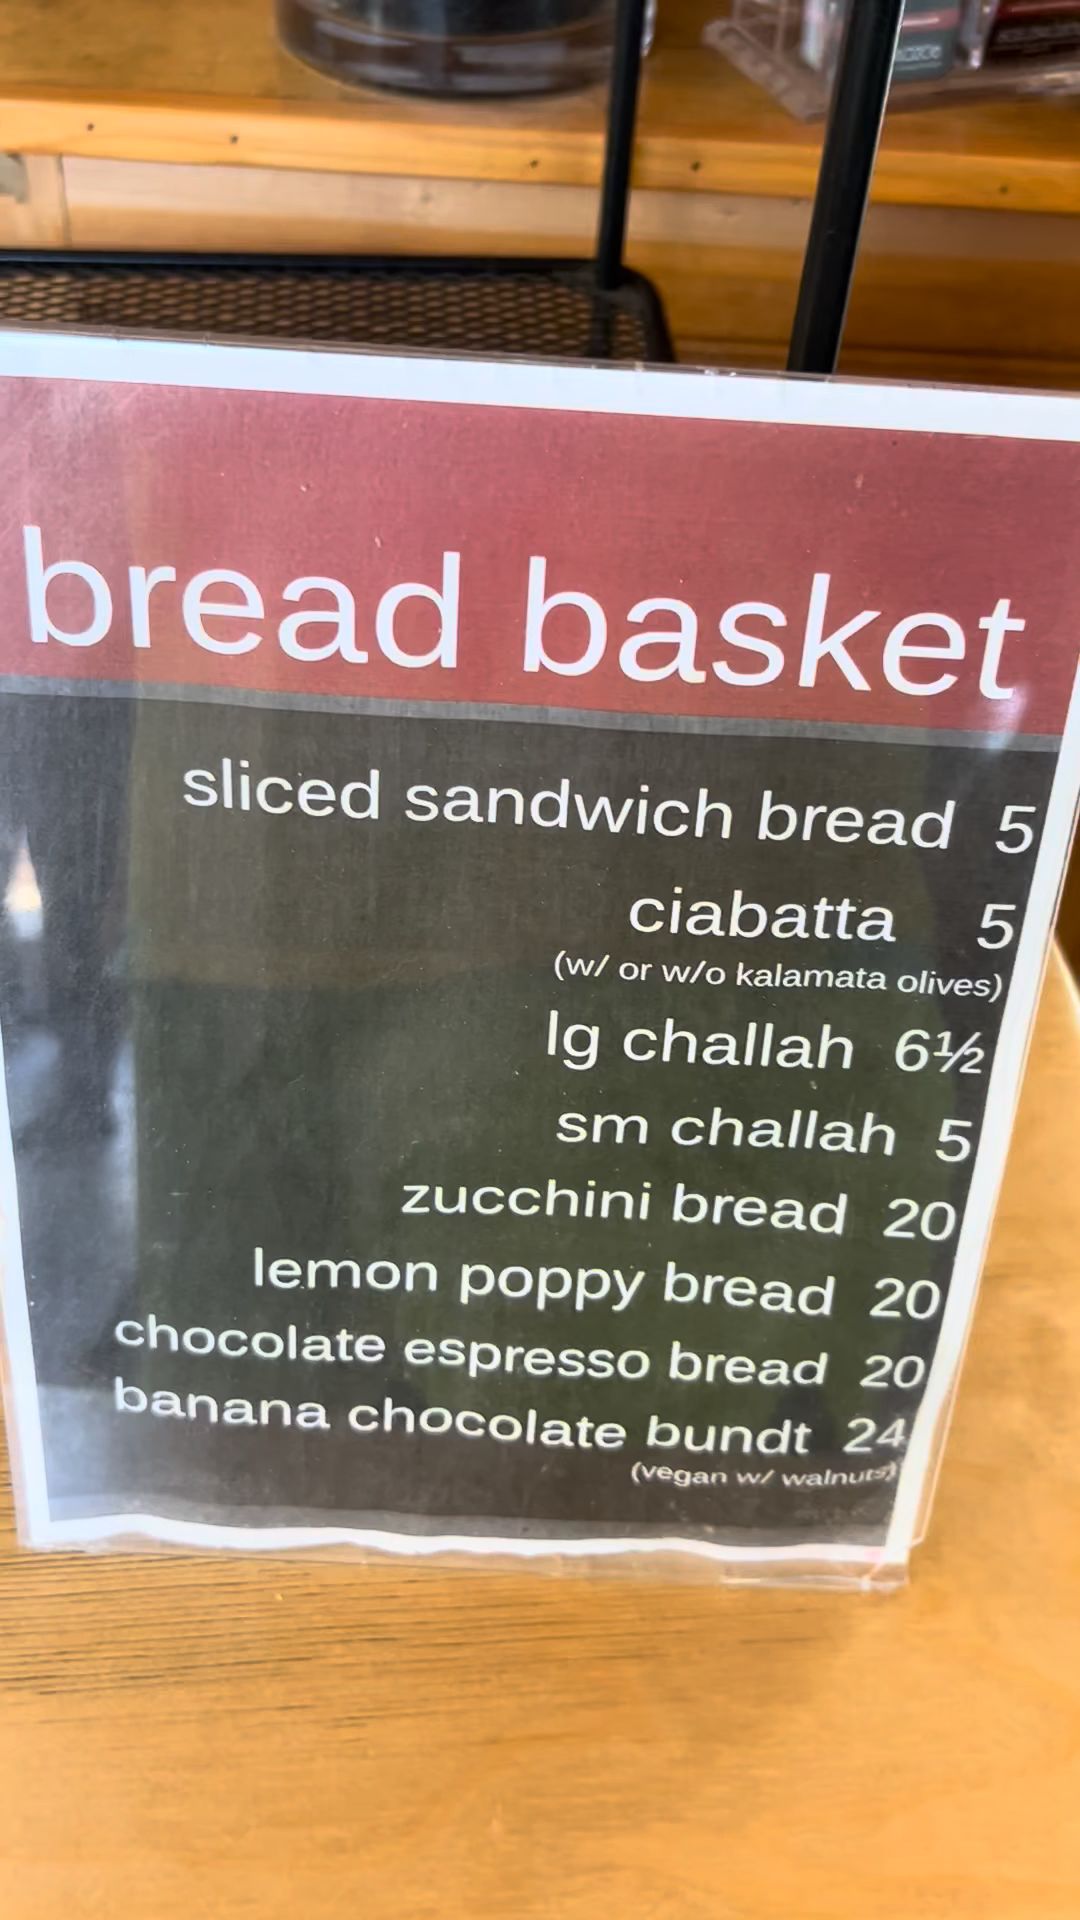 bread basket
sliced sandwich bread 5
ciabatta 5
(w/ or w/o kalamata olives)
lg challah 6½
sm challah 5
zucchini bread 20
lemon poppy bread 20
chocolate espresso bread 20
banana chocolate bundt 24
(vegan w/ walnuts)